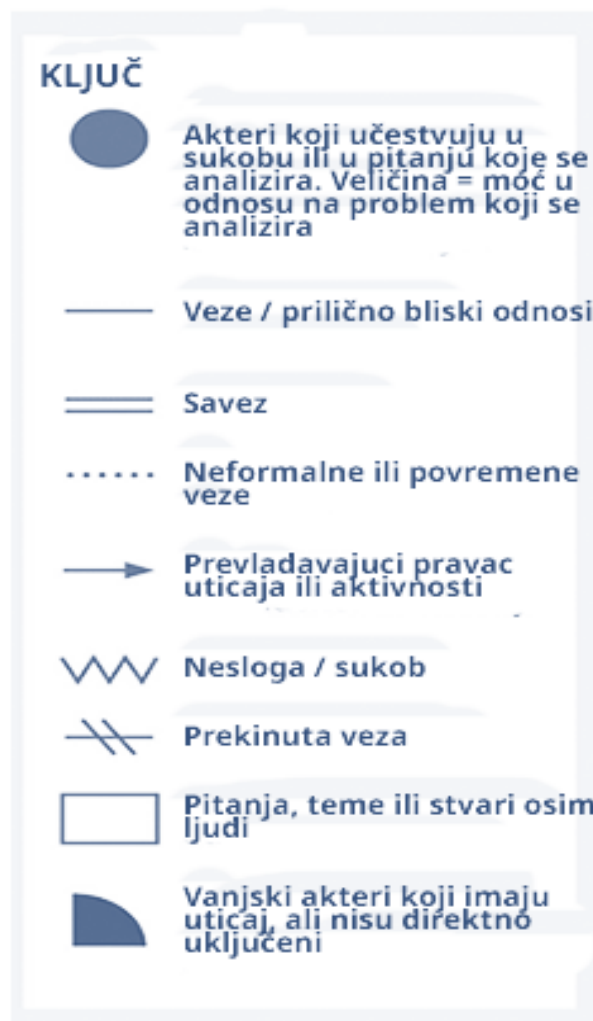 KLJUČ
Akteri koji učestvuju u
sukobu ili u pitanju koje se
analizira. Veličina = moć u
odnosu na problem koji se
analizira
Veze / prilično bliski odnosi
Savez
Neformalne ili povremene
veze
Prevladavajuci pravac
uticaja ili aktivnosti
Nesloga / sukob
Prekinuta veza
Pitanja, teme ili stvari osim
ljudi
Vanjski akteri koji imaju
uticaj, ali nisu direktno
uključeni